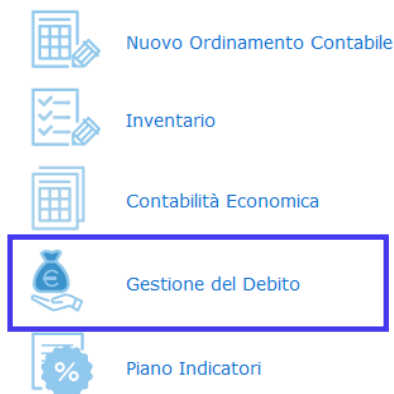 Nuovo Ordinamento Contabile
Inventario
Contabilità Economica
€
Gestione del Debito
%
Piano Indicatori